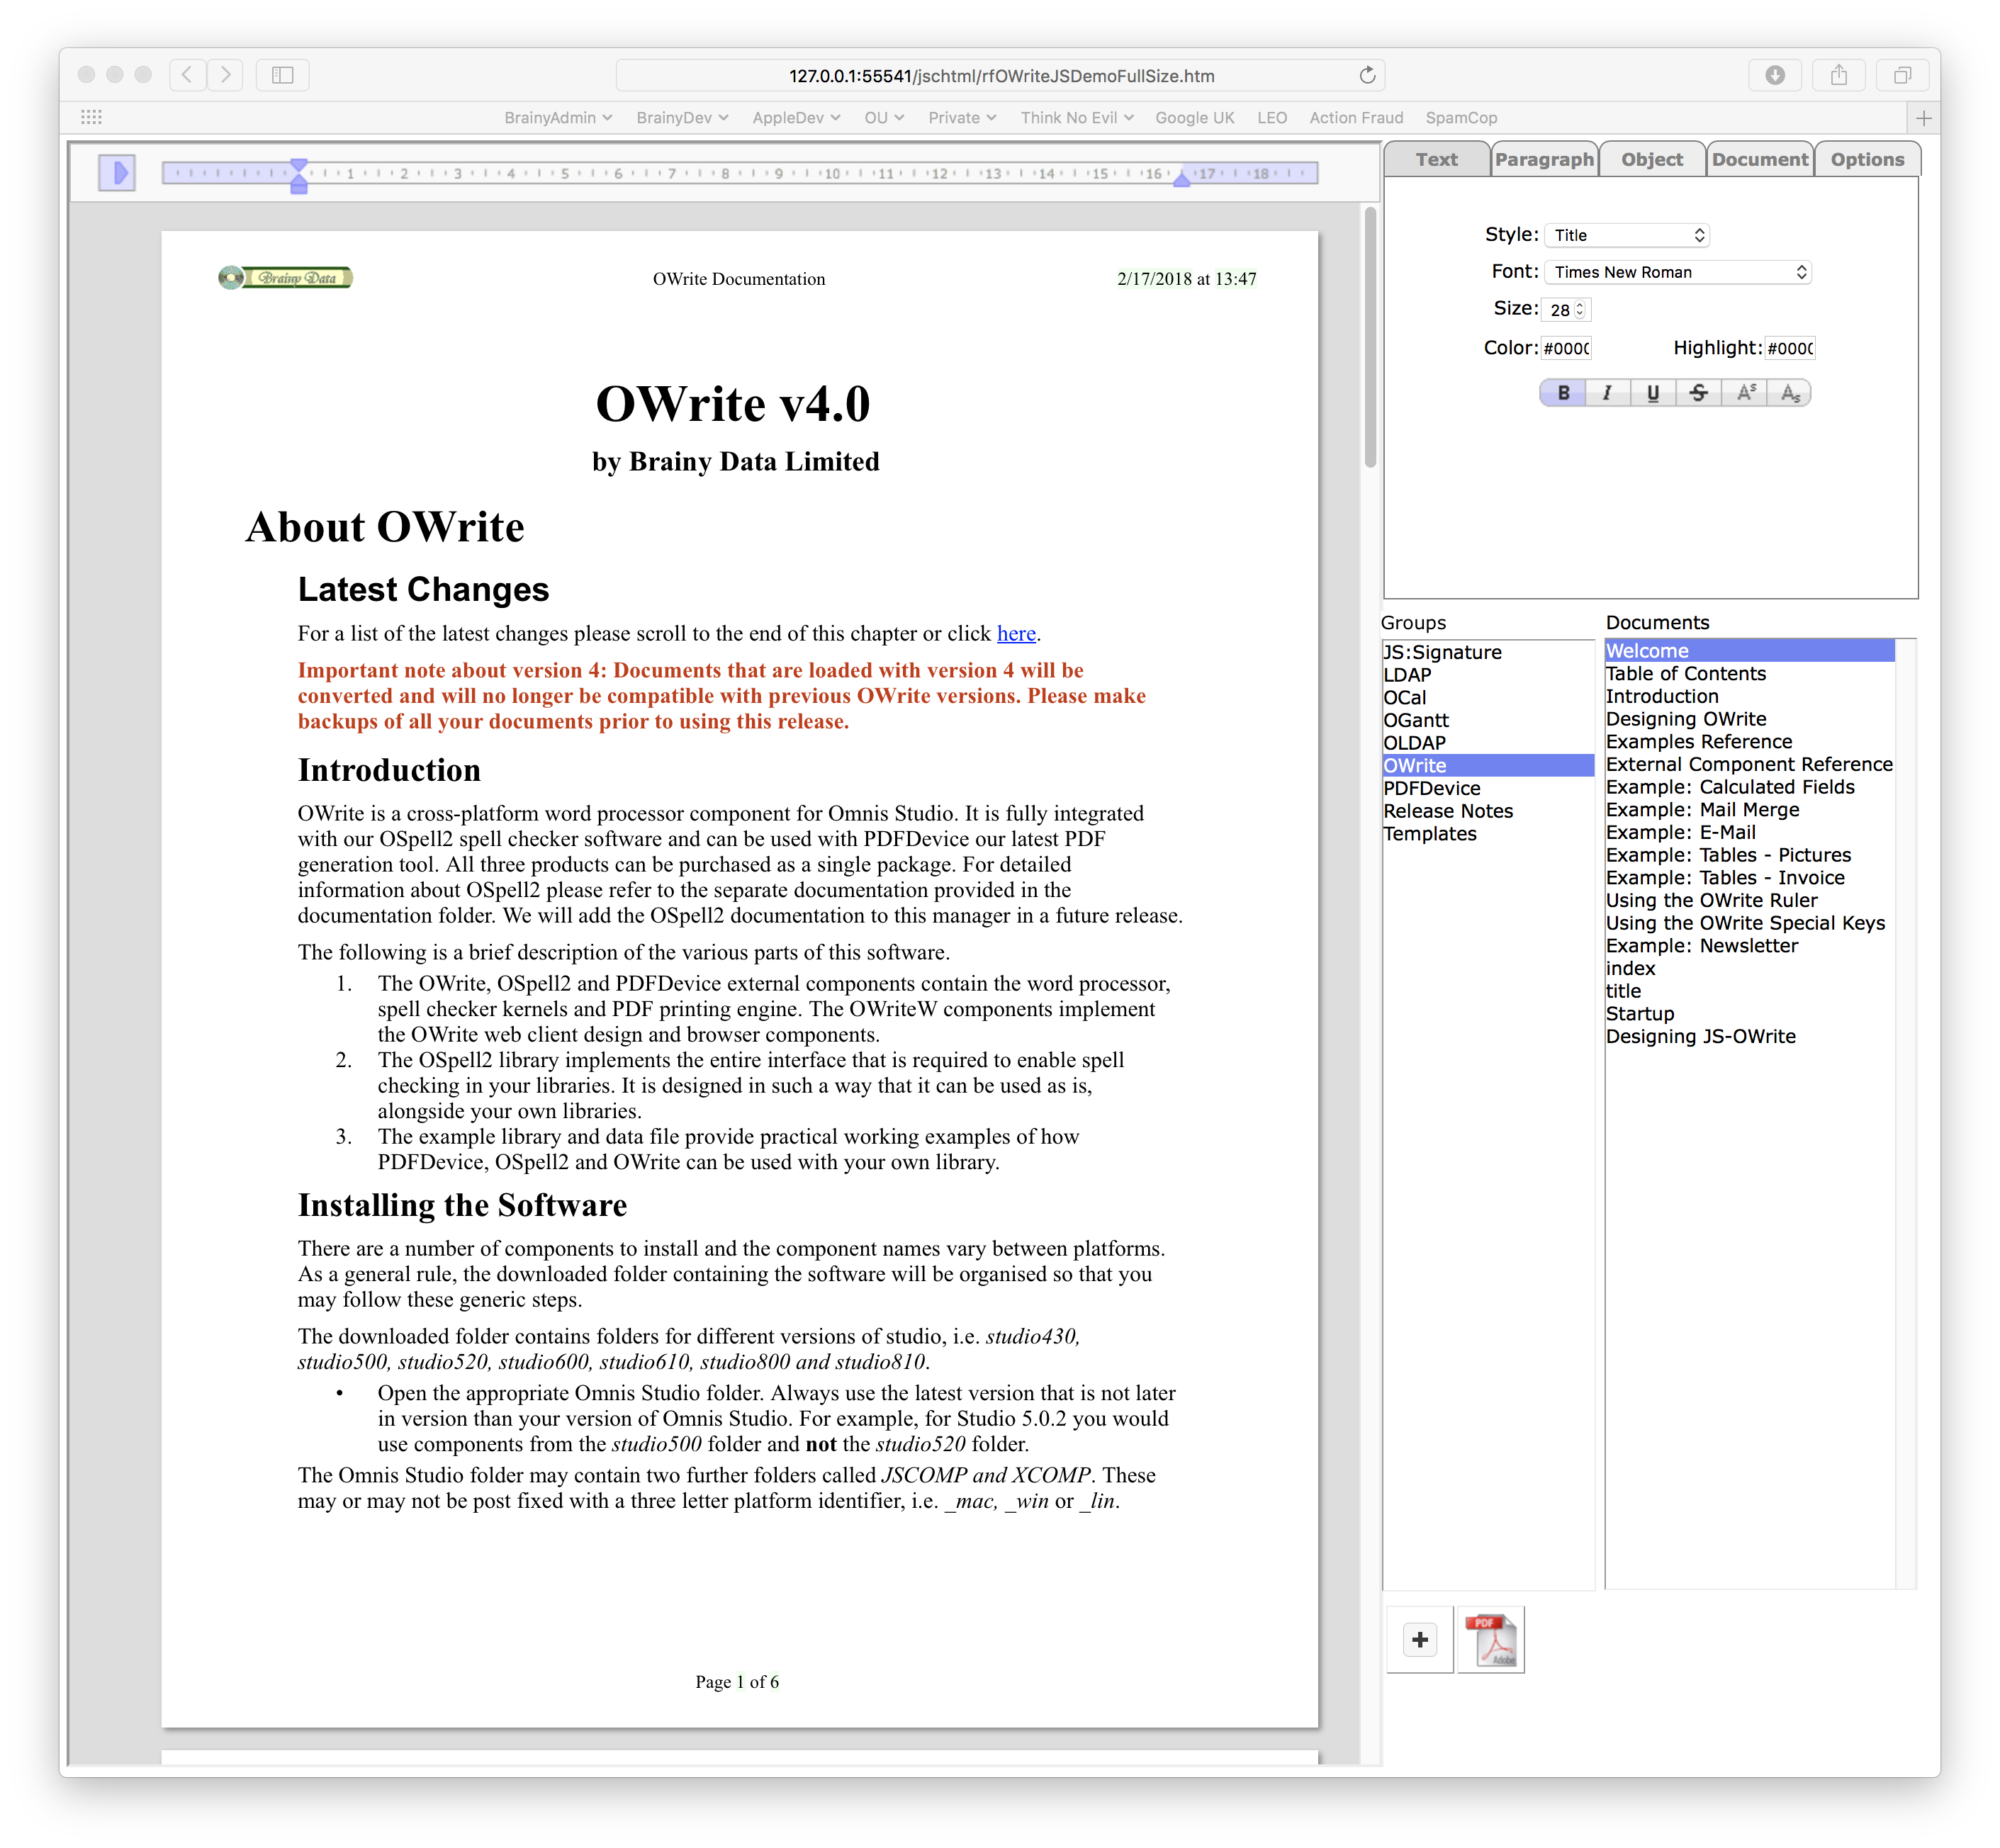 127.0.0.1:55541/jschtml/rfOWriteJSDemoFullSize.htm
BrainyAdmin BrainyDev AppleDev OU Private Think No Evil Google UK LEO Action Fraud SpamCop
1 2 3 4 5 6 7 8 9 10 11 12 13 14 15 16 17 18
Brainy Data
OWrite Documentation
2/17/2018 at 13:47
OWrite v4.0
by Brainy Data Limited
About OWrite
Latest Changes
For a list of the latest changes please scroll to the end of this chapter or click here.
Important note about version 4: Documents that are loaded with version 4 will be
converted and will no longer be compatible with previous OWrite versions. Please make
backups of all your documents prior to using this release.
Introduction
OWrite is a cross-platform word processor component for Omnis Studio. It is fully integrated
with our OSpell2 spell checker software and can be used with PDFDevice our latest PDF
generation tool. All three products can be purchased as a single package. For detailed
information about OSpell2 please refer to the separate documentation provided in the
documentation folder. We will add the OSpell2 documentation to this manager in a future release.
The following is a brief description of the various parts of this software.
1. The OWrite, OSpell2 and PDFDevice external components contain the word processor,
spell checker kernels and PDF printing engine. The OWriteW components implement
the OWrite web client design and browser components.
2. The OSpell2 library implements the entire interface that is required to enable spell
checking in your libraries. It is designed in such a way that it can be used as is,
alongside your own libraries.
3. The example library and data file provide practical working examples of how
PDFDevice, OSpell2 and OWrite can be used with your own library.
Installing the Software
There are a number of components to install and the component names vary between platforms.
As a general rule, the downloaded folder containing the software will be organised so that you
may follow these generic steps.
The downloaded folder contains folders for different versions of studio, i.e. studio430,
studio500, studio520, studio600, studio610, studio800 and studio810.
• Open the appropriate Omnis Studio folder. Always use the latest version that is not later
in version than your version of Omnis Studio. For example, for Studio 5.0.2 you would
use components from the studio500 folder and not the studio520 folder.
The Omnis Studio folder may contain two further folders called JSCOMP and XCOMP. These
may or may not be post fixed with a three letter platform identifier, i.e. _mac, _win or _lin.
Page 1 of 6
Text Paragraph Object Document Options
Style: Title
Font: Times New Roman
Size: 28
Color: #000( Highlight: #000(
B I U S As As
Groups
JS:Signature
LDAP
OCal
OGantt
OLDAP
OWrite
PDFDevice
Release Notes
Templates
Documents
Welcome
Table of Contents
Introduction
Designing OWrite
Examples Reference
External Component Reference
Example: Calculated Fields
Example: Mail Merge
Example: E-Mail
Example: Tables - Pictures
Example: Tables - Invoice
Using the OWrite Ruler
Using the OWrite Special Keys
Example: Newsletter
index
title
Startup
Designing JS-OWrite
PDF
Adobe